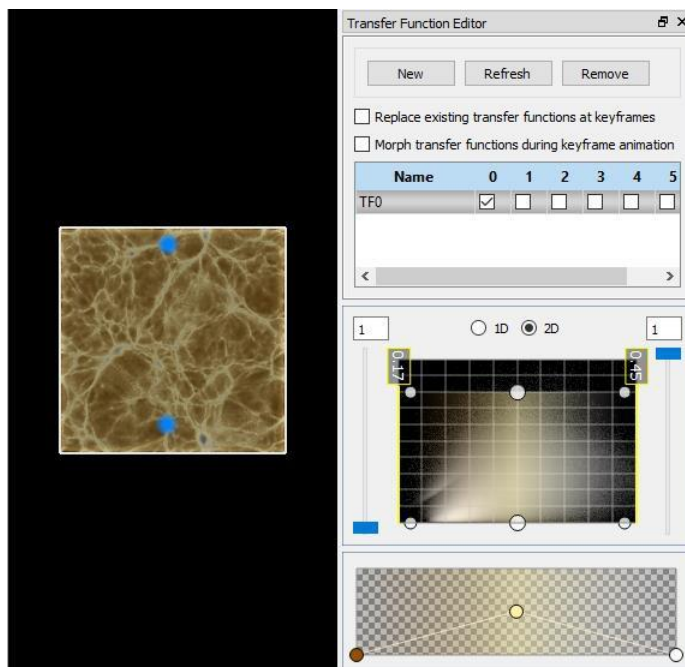 Transfer Function Editor
New Refresh Remove
Replace existing transfer functions at keyframes
Morph transfer functions during keyframe animation
Name 0 1 2 3 4 5
TF0
1 1D 2D 1
0.17 0.45